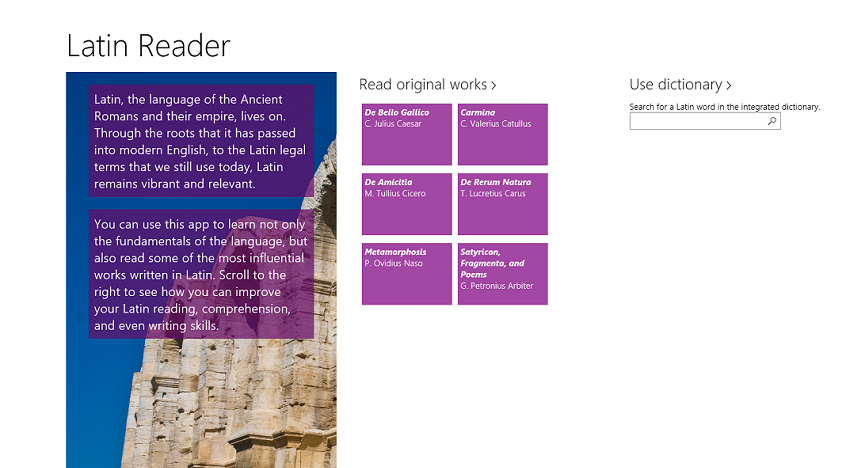 Latin Reader
Latin, the language of the Ancient
Romans and their empire, lives on.
Through the roots that it has passed
into modern English, to the Latin legal
terms that we still use today, Latin
remains vibrant and relevant.
You can use this app to learn not only
the fundamentals of the language, but
also read some of the most influential
works written in Latin. Scroll to the
right to see how you can improve
your Latin reading, comprehension,
and even writing skills.
Read original works >
De Bello Gallico
C. Julius Caesar
Carmina
C. Valerius Catullus
De Amicitia
M. Tullius Cicero
De Rerum Natura
T. Lucretius Carus
Metamorphosis
P. Ovidius Naso
Satyricon,
Fragmenta, and
Poems
G. Petronius Arbiter
Use dictionary >
Search for a Latin word in the integrated dictionary.